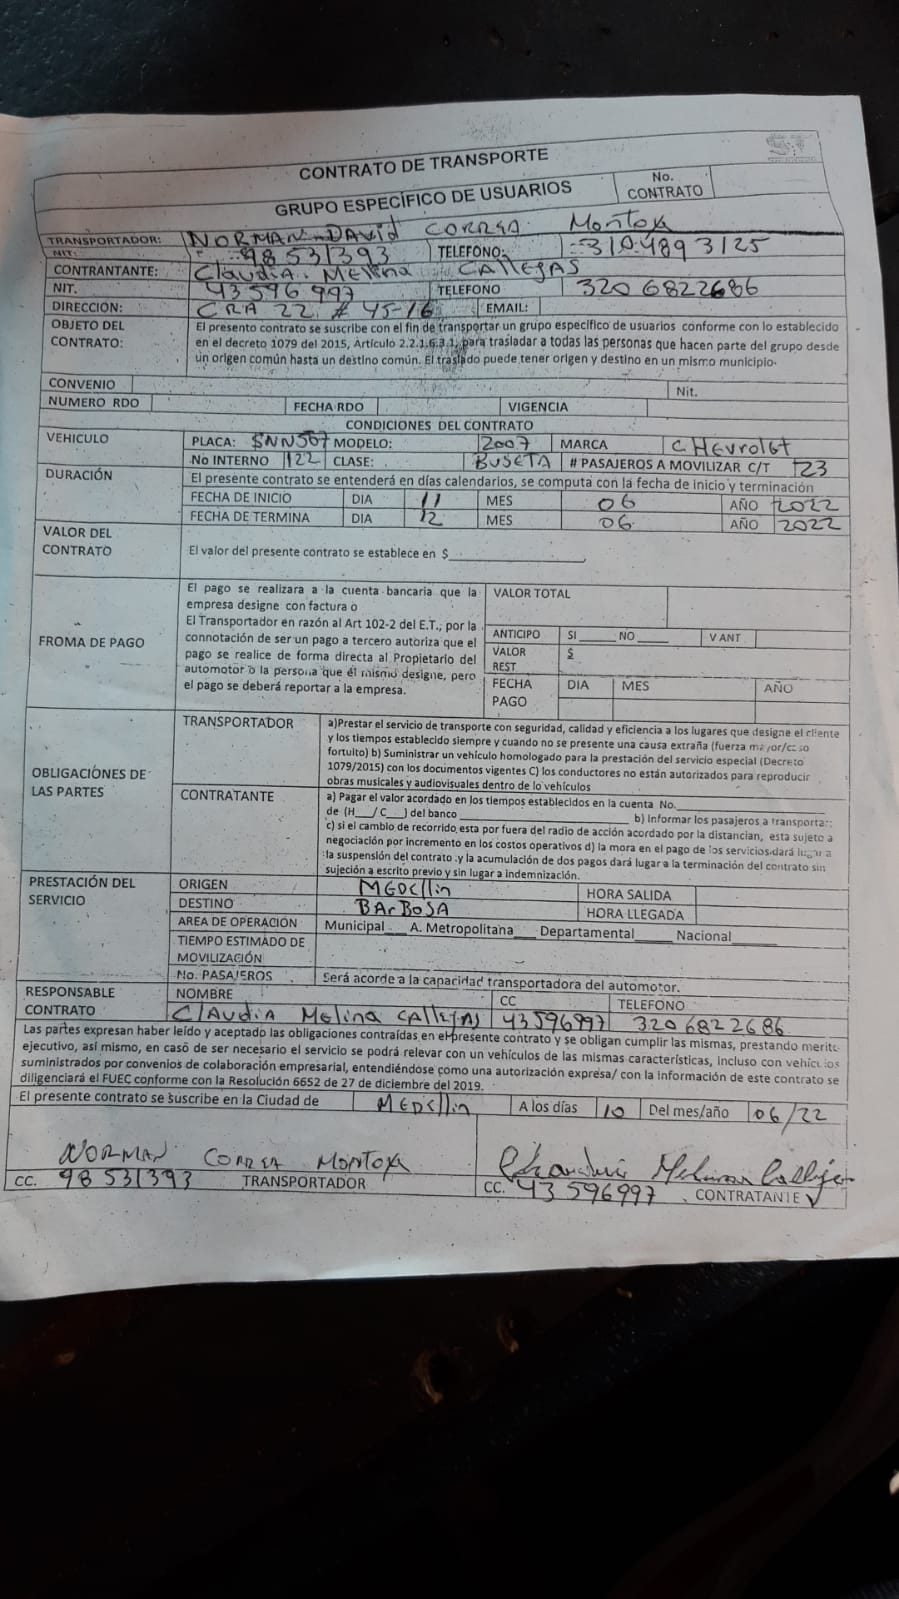 CONTRATO DE TRANSPORTE
GRUPO ESPECÍFICO DE USUARIOS No. CONTRATO
TRANSPORTADOR: NORMAN DAVID CORREA MONTOYA
NIT: 98531393 TELEFONO: 3104893125
CONTRANTANTE: Claudia Melina CALLEJAS
NIT. 43596997 TELEFONO 3206822686
DIRECCIÓN: CRA 22 # 45-16 EMAIL:
OBJETO DEL CONTRATO: El presento contrato se suscribe con el fin de transportar un grupo específico de usuarios conforme con lo establecido
en el decreto 1079 del 2015, Artículo 2.2.1.6.3.1, para trasladar a todas las personas que hacen parte del grupo desde
un origen común hasta un destino común. El traslado puede tener origen y destino en un mismo municipio.
CONVENIO Nit.
NUMERO RDO FECHA RDO VIGENCIA
CONDICIONES DEL CONTRATO
VEHICULO PLACA: SNN567 MODELO: 2007 MARCA CHEvrolet
No INTERNO 122 CLASE: BUSETA # PASAJEROS A MOVILIZAR C/T 23
DURACIÓN El presente contrato se entenderá en días calendarios, se computa con la fecha de inicio y terminación
FECHA DE INICIO DIA 11 MES 06 AÑO 2022
FECHA DE TERMINA DIA 12 MES 06 AÑO 2022
VALOR DEL CONTRATO El valor del presente contrato se establece en $
FROMA DE PAGO El pago se realizara a la cuenta bancaria que la
empresa designe con factura o
El Transportador en razón al Art 102-2 del E.T., por la
connotación de ser un pago a tercero autoriza que el
pago se realice de forma directa al Propietario del
automotor o la persona que él mismo designe, pero
el pago se deberá reportar a la empresa.
VALOR TOTAL
ANTICIPO SI NO V ANT
VALOR REST $
FECHA PAGO DIA MES AÑO
OBLIGACIÓNES DE LAS PARTES
TRANSPORTADOR a)Prestar el servicio de transporte con seguridad, calidad y eficiencia a los lugares que designe el cliente
y los tiempos establecido siempre y cuando no se presente una causa extraña (fuerza mayor/caso
fortuito) b) Suministrar un vehículo homologado para la prestación del servicio especial (Decreto
1079/2015) con los documentos vigentes C) los conductores no están autorizados para reproducir
obras musicales y audiovisuales dentro de lo vehículos
CONTRATANTE a) Pagar el valor acordado en los tiempos establecidos en la cuenta No.
de (H__/C__) del banco b) Informar los pasajeros a transportar:
c) si el cambio de recorrido, esta por fuera del radio de acción acordado por la distancian, esta sujeto a
negociación por incremento en los costos operativos d) la mora en el pago de los servicios dará lugar a
la suspensión del contrato y la acumulación de dos pagos dará lugar a la terminación del contrato sin
sujeción a escrito previo y sin lugar a indemnización.
PRESTACIÓN DEL SERVICIO ORIGEN MEDEllin HORA SALIDA
DESTINO BArBOSA HORA LLEGADA
AREA DE OPERACIÓN Municipal A. Metropolitana Departamental Nacional
TIEMPO ESTIMADO DE MOVILIZACIÓN
No. PASAJEROS Será acorde a la capacidad transportadora del automotor.
RESPONSABLE CONTRATO NOMBRE CC TELEFONO
ClAudiA Melina CAllEjAS 43596997 3206822686
Las partes expresan haber leído y aceptado las obligaciones contraídas en el presente contrato y se obligan cumplir las mismas, prestando merito
ejecutivo, así mismo, en casó de ser necesario el servicio se podrá relevar con un vehículos de las mismas características, incluso con vehículos
suministrados por convenios de colaboración empresarial, entendiéndose como una autorización expresa/ con la información de este contrato se
diligenciará el FUEC conforme con la Resolución 6652 de 27 de diciembre del 2019.
El presente contrato se suscribe en la Ciudad de MEDEllin A los días 10 Del mes/año 06/22
NORMAN CORREA MONTOYA
CC. 98531393 TRANSPORTADOR CC. 43596997 CONTRATANTE